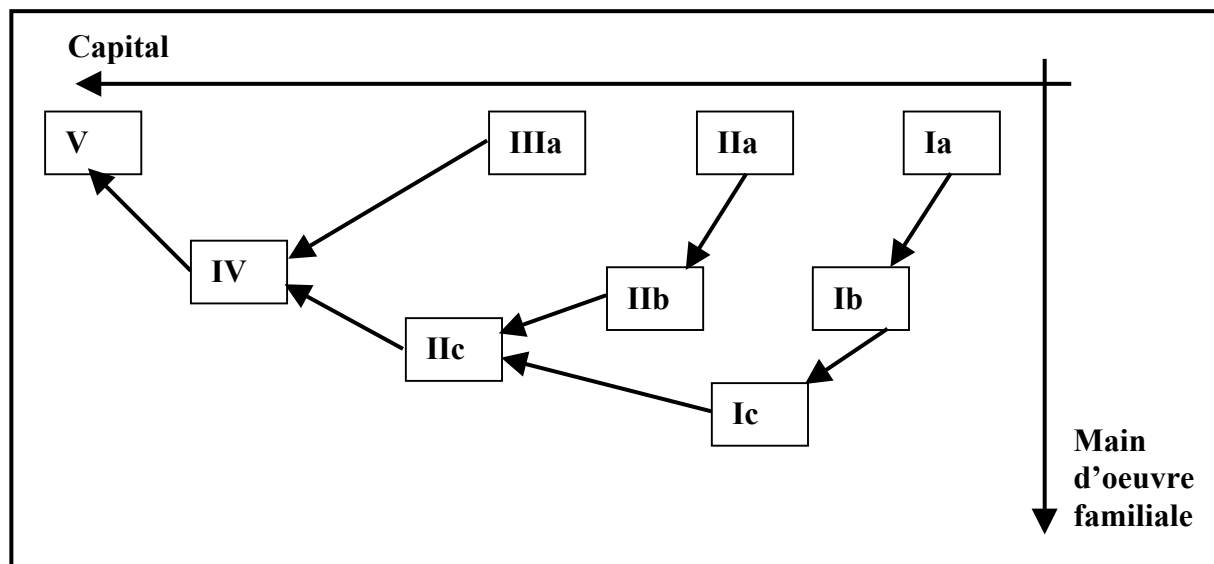 Capital
V
IIIa
IIa
Ia
IV
IIb
Ib
IIc
Ic
Main
d'oeuvre
familiale